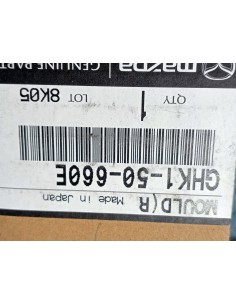 mazda
GENUINE PARTS
QTY LOT 8K05
1
GHK1-50-660E
MOULD(R
Made in Japan